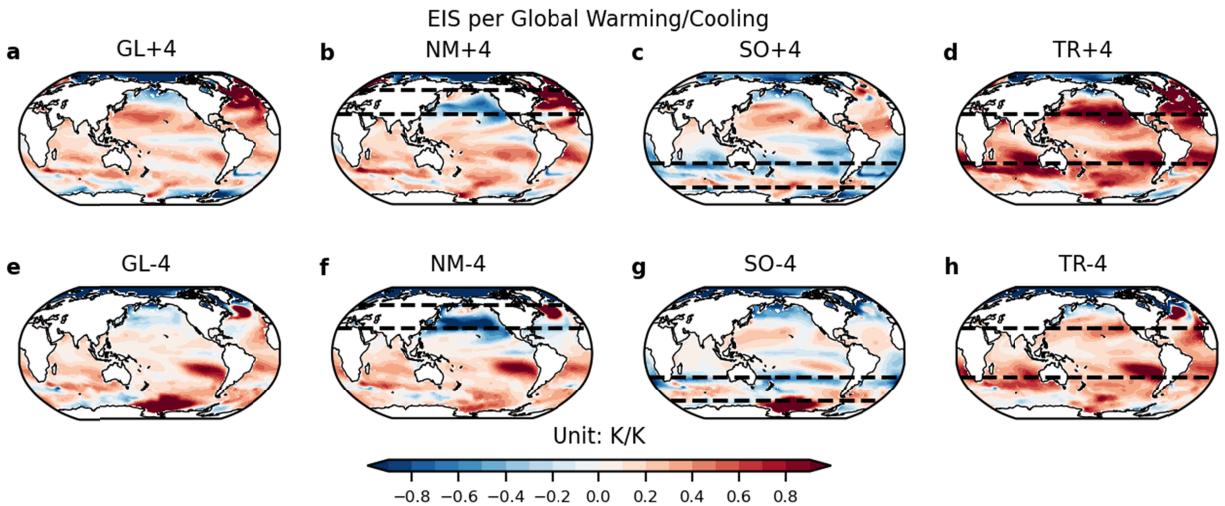 EIS per Global Warming/Cooling
a GL+4 b NM+4 c SO+4 d TR+4
e GL-4 f NM-4 g SO-4 h TR-4
Unit: K/K
−0.8 −0.6 −0.4 −0.2 0.0 0.2 0.4 0.6 0.8